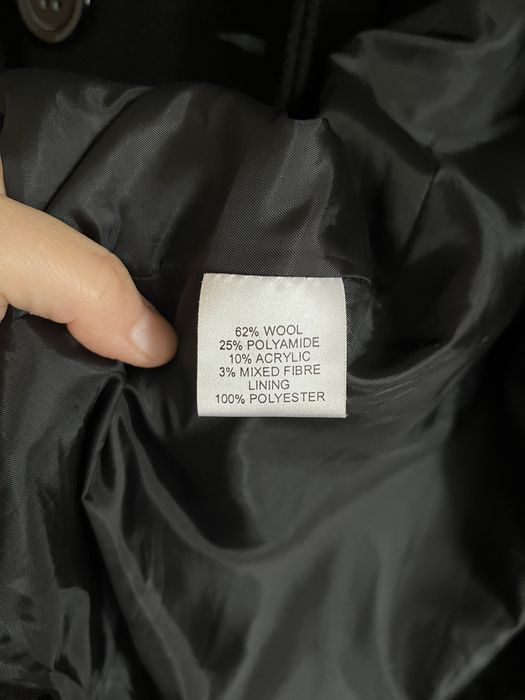 62% WOOL
25% POLYAMIDE
10% ACRYLIC
3% MIXED FIBRE
LINING
100% POLYESTER